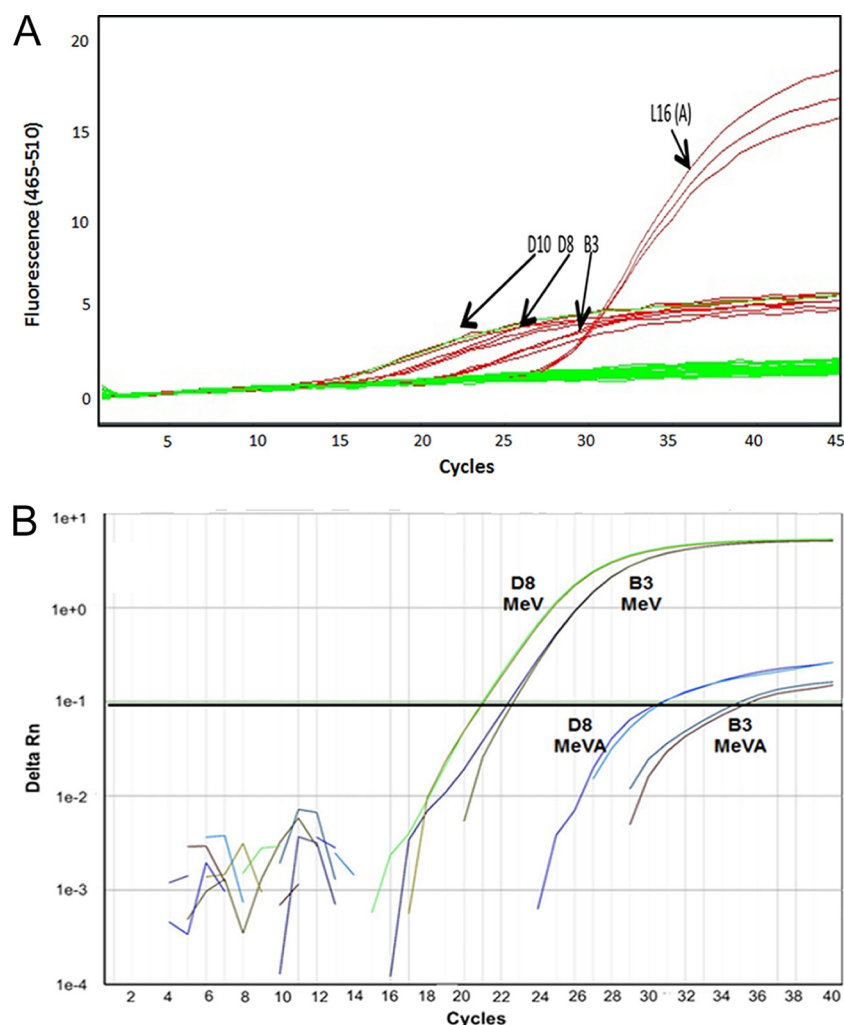 A
Fluorescence (465-510)
20
15
10
5
0
L16 (A)
D10 D8 B3
5 10 15 20 25 30 35 40 45
Cycles
B
Delta Rn
1e+1
1e+0
1e-1
1e-2
1e-3
1e-4
D8
MeV
B3
MeV
D8
MeVA
B3
MeVA
2 4 6 8 10 12 14 16 18 20 22 24 26 28 30 32 34 36 38 40
Cycles